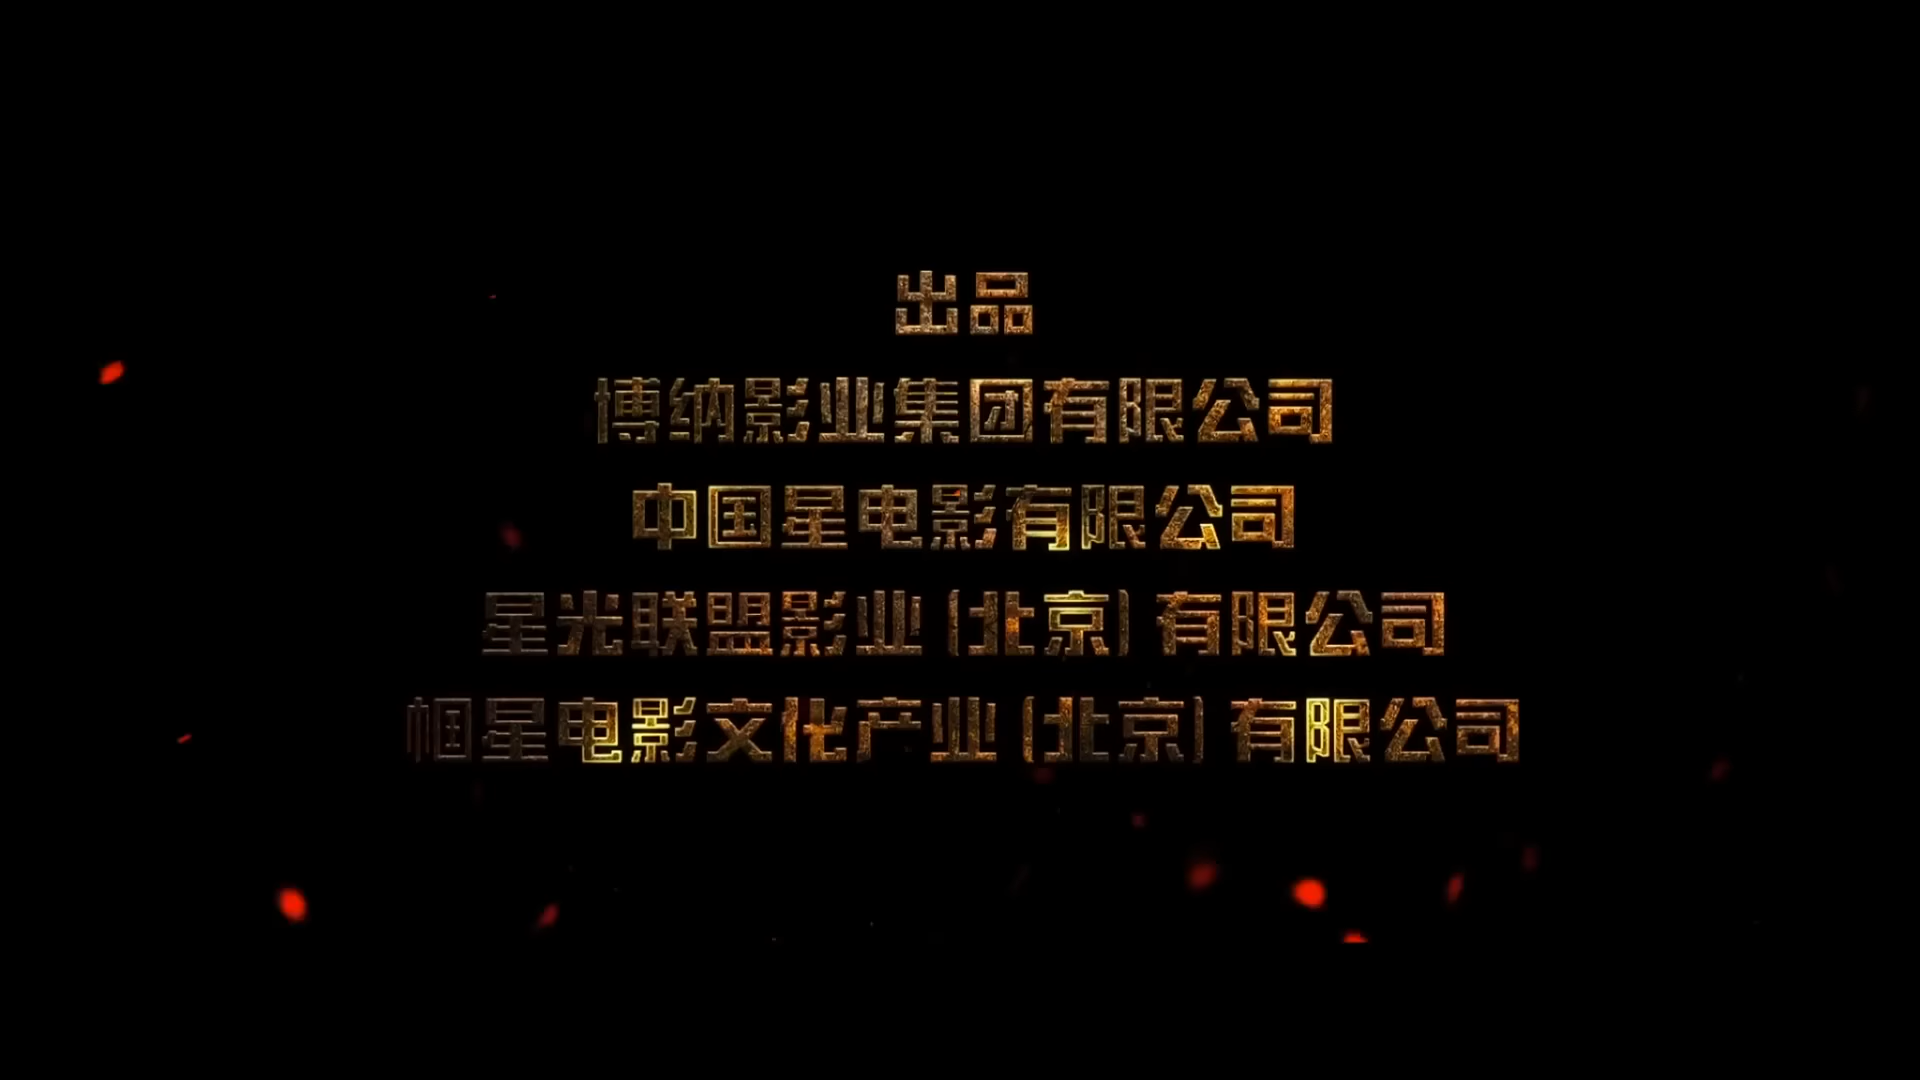 出品
博纳影业集团有限公司
中国星电影有限公司
星光联盟影业(北京)有限公司
帼星电影文化产业(北京)有限公司